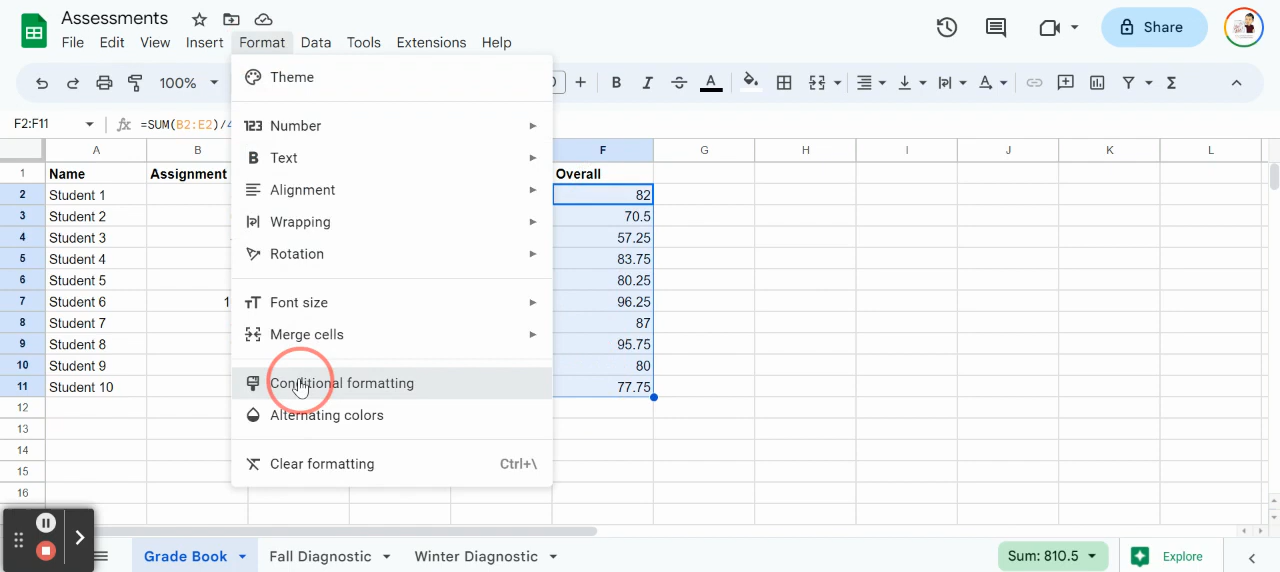 Assessments
File Edit View Insert Format Data Tools Extensions Help
Share
100%
Theme
F2:F11 =SUM(B2:E2)/
123 Number
B Text
Alignment
Wrapping
Rotation
Font size
Merge cells
Conditional formatting
Alternating colors
Clear formatting Ctrl+\
A B F G H I J K L
1 Name Assignment Overall
2 Student 1 82
3 Student 2 70.5
4 Student 3 57.25
5 Student 4 83.75
6 Student 5 80.25
7 Student 6 1 96.25
8 Student 7 87
9 Student 8 95.75
10 Student 9 80
11 Student 10 77.75
12
13
14
15
16
Grade Book Fall Diagnostic Winter Diagnostic Sum: 810.5 Explore